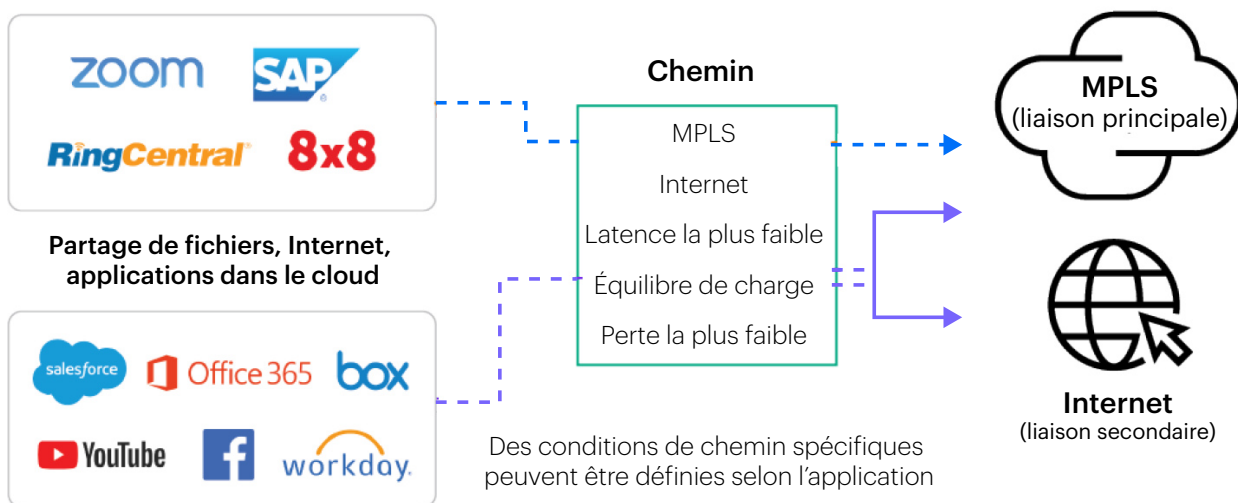 zoom
SAP
RingCentral
8x8
Partage de fichiers, Internet,
applications dans le cloud
salesforce
Office 365
box
YouTube
workday.
Chemin
MPLS
Internet
Latence la plus faible
Équilibre de charge
Perte la plus faible
Des conditions de chemin spécifiques
peuvent être définies selon l'application
MPLS
(liaison principale)
Internet
(liaison secondaire)